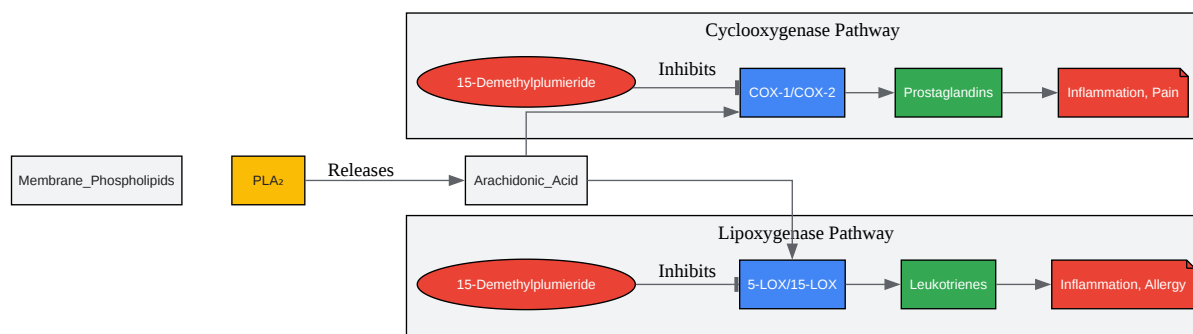 Cyclooxygenase Pathway
15-Demethylplumieride
Inhibits
COX-1/COX-2
Prostaglandins
Inflammation, Pain
Membrane_Phospholipids
PLA₂
Releases
Arachidonic_Acid
Lipoxygenase Pathway
15-Demethylplumieride
Inhibits
5-LOX/15-LOX
Leukotrienes
Inflammation, Allergy